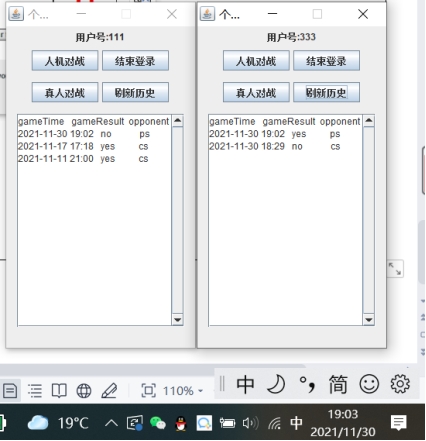 个...
用户号:111
人机对战 结束登录
真人对战 刷新历史
gameTime gameResult opponent
2021-11-30 19:02 no ps
2021-11-17 17:18 yes cs
2021-11-11 21:00 yes cs
个...
用户号:333
人机对战 结束登录
真人对战 刷新历史
gameTime gameResult opponent
2021-11-30 19:02 yes ps
2021-11-30 18:29 no cs
110%
中 简
19°C
中
19:03
2021/11/30